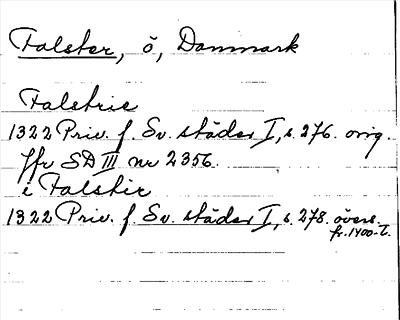 Falster, ö, Danmark
Falstrie
1322 Priv. f. Sv. städer I, s. 276. orig.
jfr SD III nr 2356.
i Falstir
1322 Priv. f. Sv. städer I, s. 278. övers.
fr. 1400-t.